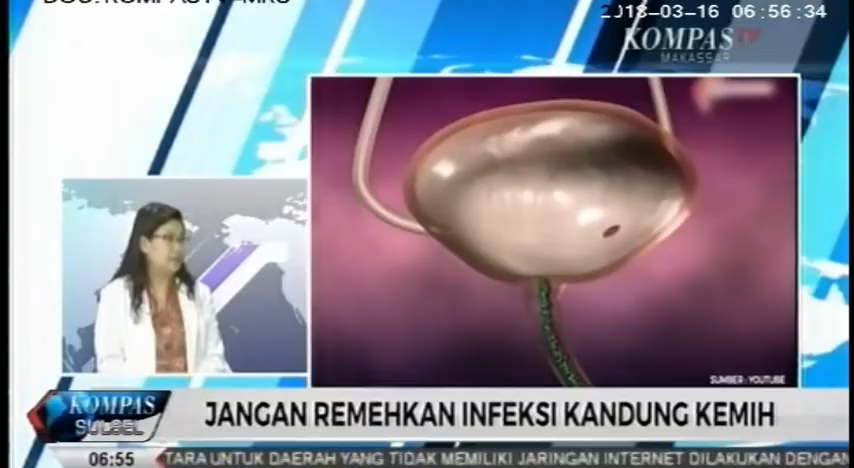 2018-03-16 06:56:34
KOMPAS TV
MAKASSAR
SUMBER : YOUTUBE
KOMPAS
SULSEL
JANGAN REMEHKAN INFEKSI KANDUNG KEMIH
06:55
TARA UNTUK DAERAH YANG TIDAK MEMILIKI JARINGAN INTERNET DILAKUKAN DENGAN